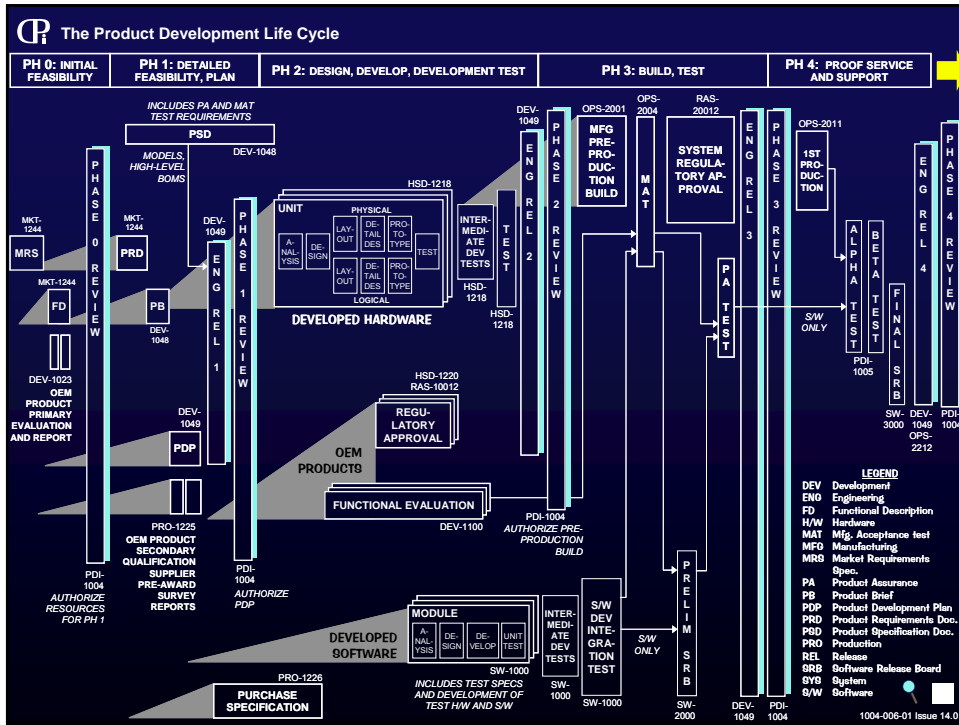 CPi The Product Development Life Cycle
PH 0: INITIAL
FEASIBILITY
PH 1: DETAILED
FEASIBILITY, PLAN
PH 2: DESIGN, DEVELOP, DEVELOPMENT TEST
PH 3: BUILD, TEST
PH 4: PROOF SERVICE
AND SUPPORT
INCLUDES PA AND MAT
TEST REQUIREMENTS
PSD
DEV-1048
MODELS,
HIGH-LEVEL
BOMS
MKT-
1244
MRS
MKT-1244
FD
DEV-1023
OEM
PRODUCT
PRIMARY
EVALUATION
AND REPORT
PHASE 0 REVIEW
PDI-
1004
AUTHORIZE
RESOURCES
FOR PH 1
MKT-
1244
PRD
PB
DEV-
1048
DEV-
1049
PDP
PRO-1225
OEM PRODUCT
SECONDARY
QUALIFICATION
SUPPLIER
PRE-AWARD
SURVEY
REPORTS
DEV-
1049
ENG REL 1
PHASE 1 REVIEW
PDI-
1004
AUTHORIZE
PDP
HSD-1218
UNIT
PHYSICAL
A-
NAL-
YSIS
DE-
SIGN
LAY-
OUT
DE-
TAIL
DES
PRO-
TO-
TYPE
TEST
LAY-
OUT
DE-
TAIL
DES
PRO-
TO-
TYPE
LOGICAL
DEVELOPED HARDWARE
INTER-
MEDIATE
DEV
TESTS
HSD-
1218
TEST
HSD-
1218
HSD-1220
RAS-10012
REGU-
LATORY
APPROVAL
OEM
PRODUCTS
FUNCTIONAL EVALUATION
DEV-1100
DEV-
1049
ENG REL 2
PHASE 2 REVIEW
PDI-1004
AUTHORIZE PRE-
PRODUCTION
BUILD
DEVELOPED
SOFTWARE
MODULE
A-
NAL-
YSIS
DE-
SIGN
DE-
VELOP
UNIT
TEST
SW-1000
INCLUDES TEST SPECS
AND DEVELOPMENT OF
TEST H/W AND S/W
INTER-
MEDIATE
DEV
TESTS
SW-
1000
S/W
DEV
INTE-
GRA-
TION
TEST
SW-1000
S/W
ONLY
PRELIM SRB
SW-
2000
PRO-1226
PURCHASE
SPECIFICATION
OPS-2001
MFG
PRE-
PRO-
DUC-
TION
BUILD
OPS-
2004
MAT
RAS-
20012
SYSTEM
REGULA-
TORY AP-
PROVAL
PA TEST
ENG REL 3
DEV-
1049
PHASE 3 REVIEW
PDI-
1004
OPS-2011
1ST
PRO-
DUC-
TION
S/W
ONLY
ALPHA TEST
BETA TEST
PDI-
1005
FINAL SRB
SW-
3000
ENG REL 4
DEV-
1049
OPS-
2212
PHASE 4 REVIEW
PDI-
1004
LEGEND
DEV Development
ENG Engineering
FD Functional Description
H/W Hardware
MAT Mfg. Acceptance test
MFG Manufacturing
MRS Market Requirements
Spec.
PA Product Assurance
PB Product Brief
PDP Product Development Plan
PRD Product Requirements Doc.
PSD Product Specification Doc.
PRO Production
REL Release
SRB Software Release Board
SYS System
S/W Software
1004-006-01 Issue 14.0